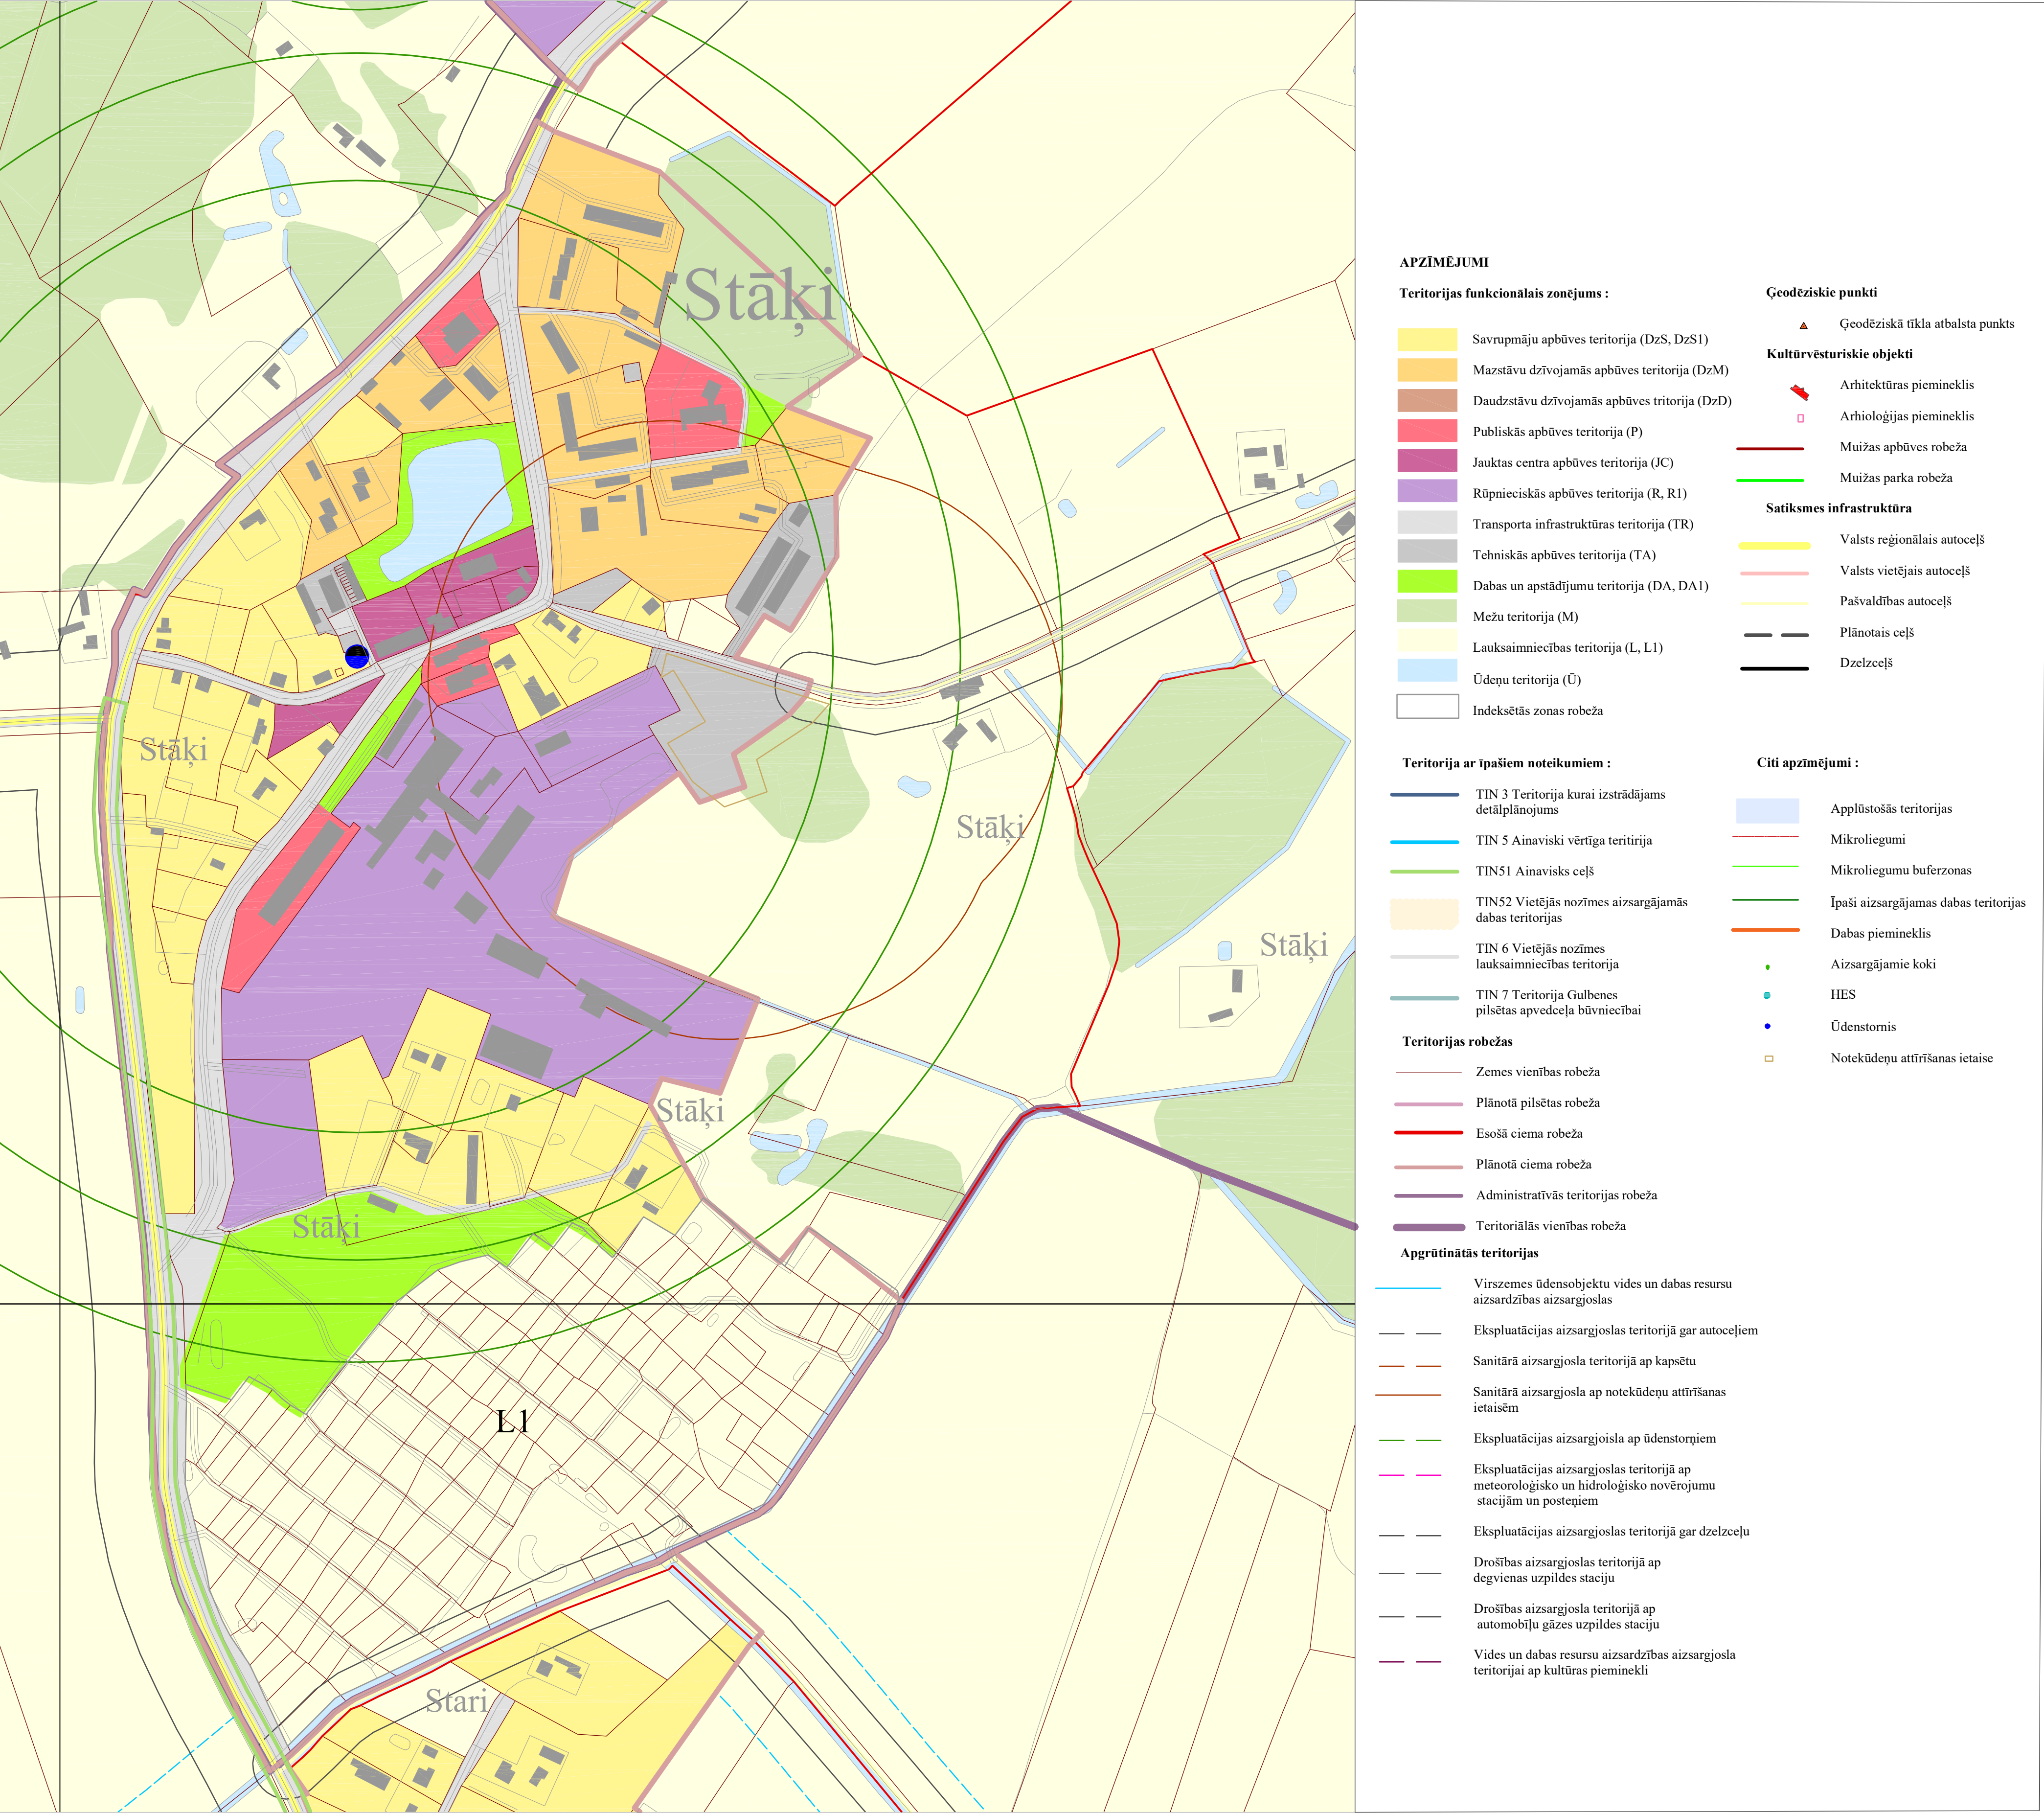 Stāķi
Stāķi
Stāķi
Stāķi
Stāķi
Stāķi
L1
Stari
APZĪMĒJUMI
Teritorijas funkcionālais zonējums :
Savrupmāju apbūves teritorija (DzS, DzS1)
Mazstāvu dzīvojamās apbūves teritorija (DzM)
Daudzstāvu dzīvojamās apbūves tritorija (DzD)
Publiskās apbūves teritorija (P)
Jauktas centra apbūves teritorija (JC)
Rūpnieciskās apbūves teritorija (R, R1)
Transporta infrastruktūras teritorija (TR)
Tehniskās apbūves teritorija (TA)
Dabas un apstādījumu teritorija (DA, DA1)
Mežu teritorija (M)
Lauksaimniecības teritorija (L, L1)
Ūdeņu teritorija (Ū)
Indeksētās zonas robeža
Teritorija ar īpašiem noteikumiem :
TIN 3 Teritorija kurai izstrādājams
detālplānojums
TIN 5 Ainaviski vērtīga teritirija
TIN51 Ainavisks ceļš
TIN52 Vietējās nozīmes aizsargājamās
dabas teritorijas
TIN 6 Vietējās nozīmes
lauksaimniecības teritorija
TIN 7 Teritorija Gulbenes
pilsētas apvedceļa būvniecībai
Teritorijas robežas
Zemes vienības robeža
Plānotā pilsētas robeža
Esošā ciema robeža
Plānotā ciema robeža
Administratīvās teritorijas robeža
Teritoriālās vienības robeža
Apgrūtinātās teritorijas
Virszemes ūdensobjektu vides un dabas resursu
aizsardzības aizsargjoslas
Ekspluatācijas aizsargjoslas teritorijā gar autoceļiem
Sanitārā aizsargjosla teritorijā ap kapsētu
Sanitārā aizsargjosla ap notekūdeņu attīrīšanas
ietaisēm
Ekspluatācijas aizsargjoisla ap ūdenstorņiem
Ekspluatācijas aizsargjoslas teritorijā ap
meteoroloģisko un hidroloģisko novērojumu
stacijām un posteņiem
Ekspluatācijas aizsargjoslas teritorijā gar dzelzceļu
Drošības aizsargjoslas teritorijā ap
degvienas uzpildes staciju
Drošības aizsargjosla teritorijā ap
automobīļu gāzes uzpildes staciju
Vides un dabas resursu aizsardzības aizsargjosla
teritorijai ap kultūras pieminekli
Ģeodēziskie punkti
Ģeodēziskā tīkla atbalsta punkts
Kultūrvēsturiskie objekti
Arhitektūras piemineklis
Arhioloģijas piemineklis
Muižas apbūves robeža
Muižas parka robeža
Satiksmes infrastruktūra
Valsts reģionālais autoceļš
Valsts vietējais autoceļš
Pašvaldības autoceļš
Plānotais ceļš
Dzelzceļš
Citi apzīmējumi :
Applūstošās teritorijas
Mikroliegumi
Mikroliegumu buferzonas
Īpaši aizsargājamas dabas teritorijas
Dabas piemineklis
Aizsargājamie koki
HES
Ūdenstornis
Notekūdeņu attīrīšanas ietaise